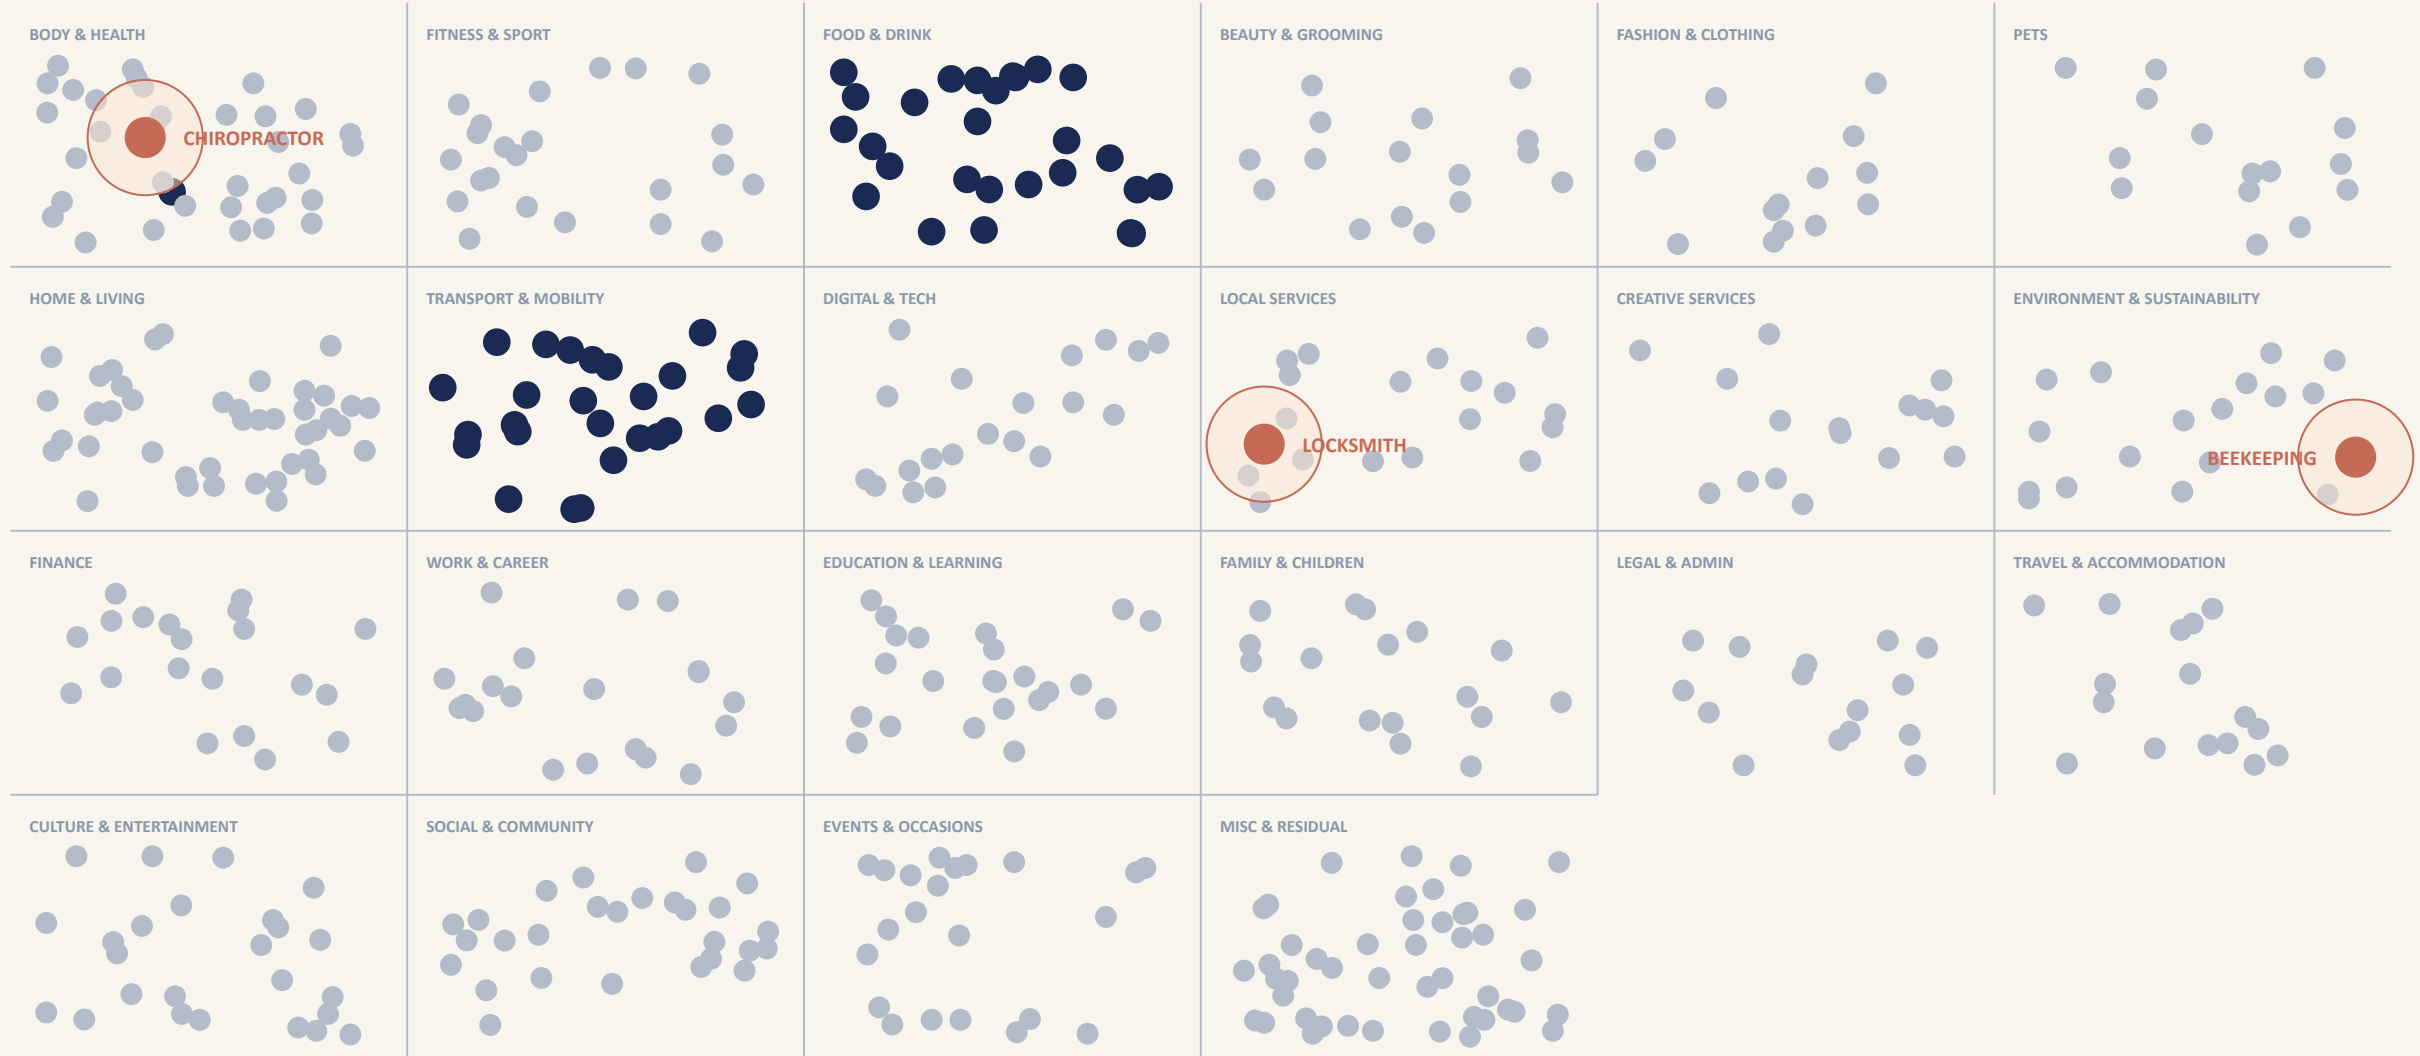 BODY & HEALTH
FITNESS & SPORT
FOOD & DRINK
BEAUTY & GROOMING
FASHION & CLOTHING
PETS
CHIROPRACTOR
HOME & LIVING
TRANSPORT & MOBILITY
DIGITAL & TECH
LOCAL SERVICES
CREATIVE SERVICES
ENVIRONMENT & SUSTAINABILITY
LOCKSMITH
BEEKEEPING
FINANCE
WORK & CAREER
EDUCATION & LEARNING
FAMILY & CHILDREN
LEGAL & ADMIN
TRAVEL & ACCOMMODATION
CULTURE & ENTERTAINMENT
SOCIAL & COMMUNITY
EVENTS & OCCASIONS
MISC & RESIDUAL